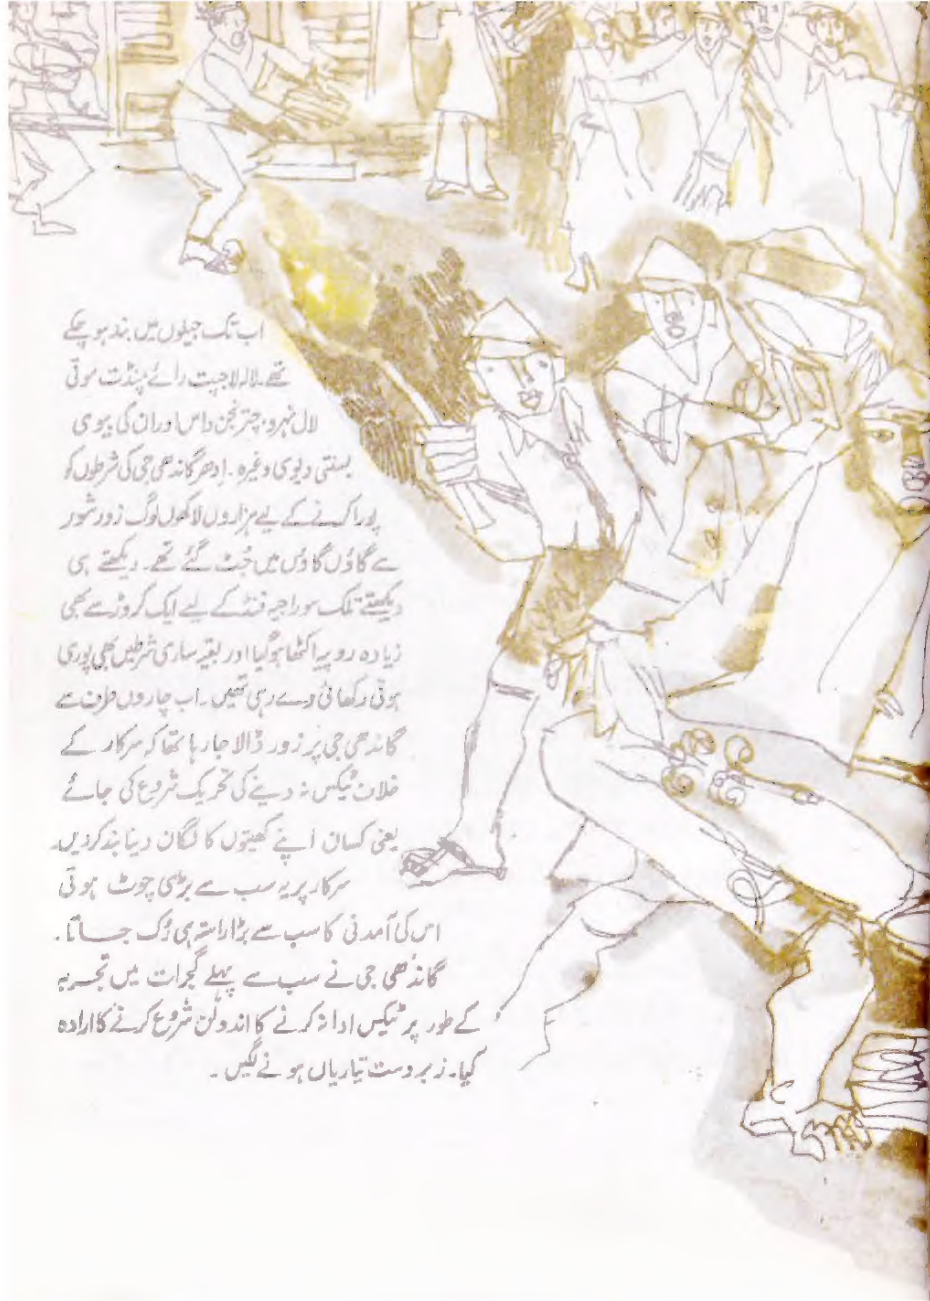 اب تک جیلوں میں بند ہو چکے
تھے۔ لالہ لاجپت رائے پنڈت موتی
لال نہرو، چترنجن داس اور ان کی بیوی
بسنتی دیوی وغیرہ۔ ادھر گاندھی جی کی شرطوں کو
پورا کرنے کے لیے ہزاروں لاکھوں لوگ زور شور
سے گاؤں گاؤں میں جُٹ گئے تھے۔ دیکھتے ہی
دیکھتے تلک سوراجیہ فنڈ کے لیے ایک کروڑ سے بھی
زیادہ روپیہ اکٹھا ہو گیا اور بقیہ ساری شرطیں بھی پوری
ہوتی دکھائی دے رہی تھیں۔ اب چاروں طرف سے
گاندھی جی پر زور ڈالا جا رہا تھا کہ سرکار کے
خلاف ٹیکس نہ دینے کی تحریک شروع کی جائے
یعنی کسان اپنے کھیتوں کا لگان دینا بند کر دیں۔
سرکار پر یہ سب سے بڑی چوٹ ہوتی
اس کی آمدنی کا سب سے بڑا راستہ ہی رُک جاتا۔
گاندھی جی نے سب سے پہلے گجرات میں تجربہ
کے طور پر ٹیکس ادا نہ کرنے کا اندولن شروع کرنے کا ارادہ
کیا۔ زبردست تیاریاں ہونے لگیں۔